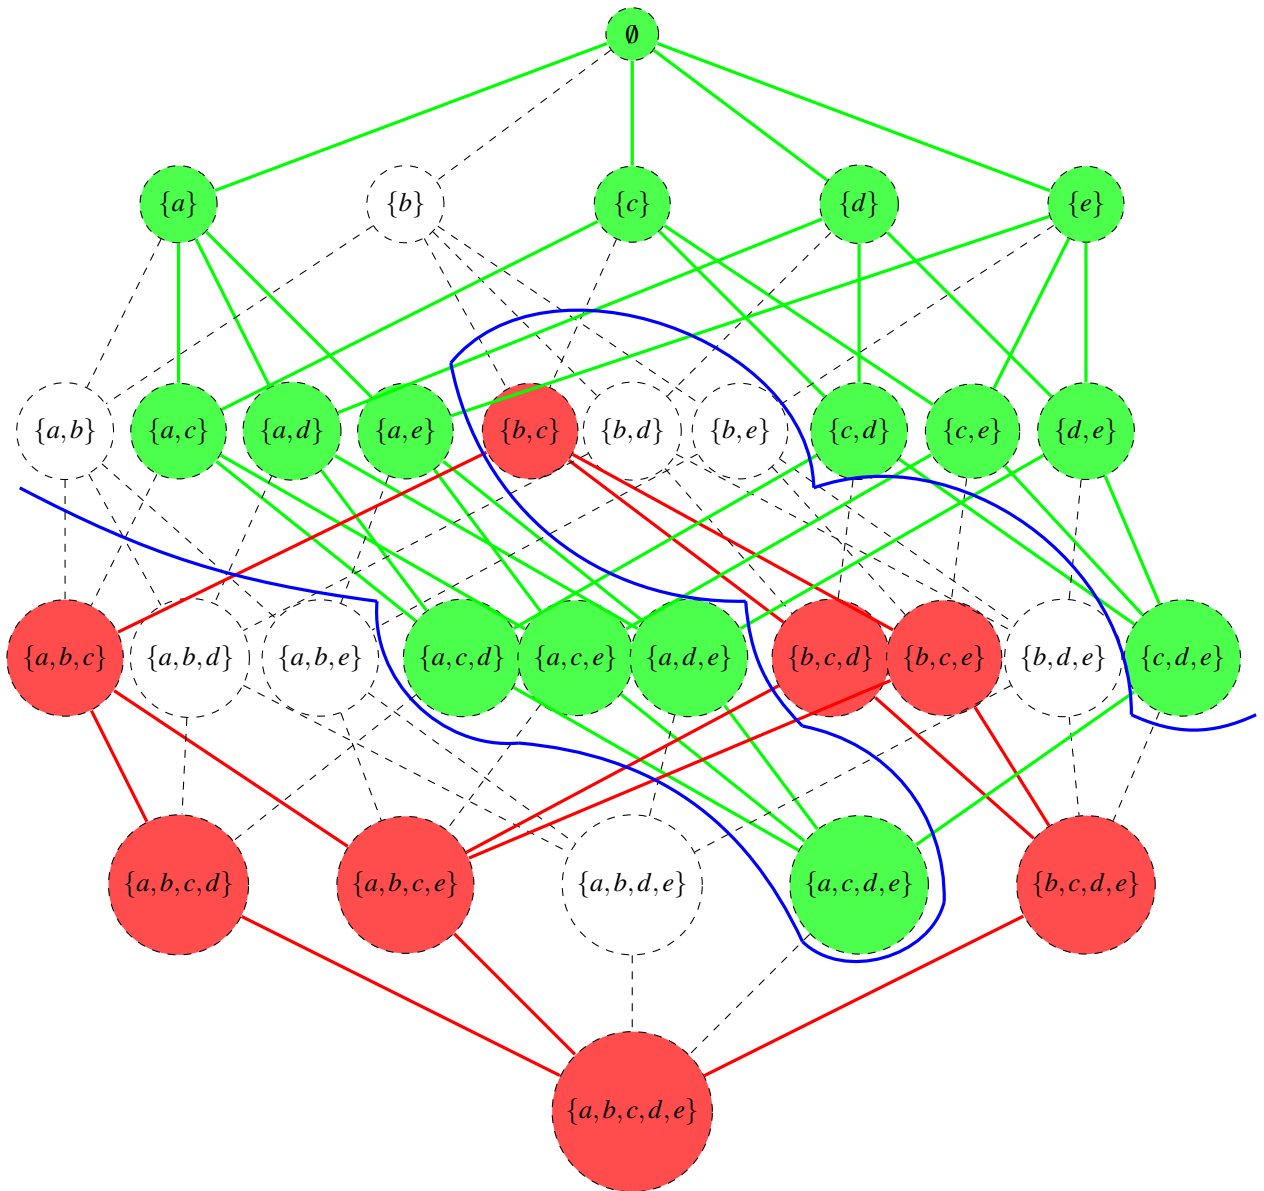 ∅
{a} {b} {c} {d} {e}
{a,b} {a,c} {a,d} {a,e} {b,c} {b,d} {b,e} {c,d} {c,e} {d,e}
{a,b,c} {a,b,d} {a,b,e} {a,c,d} {a,c,e} {a,d,e} {b,c,d} {b,c,e} {b,d,e} {c,d,e}
{a,b,c,d} {a,b,c,e} {a,b,d,e} {a,c,d,e} {b,c,d,e}
{a,b,c,d,e}